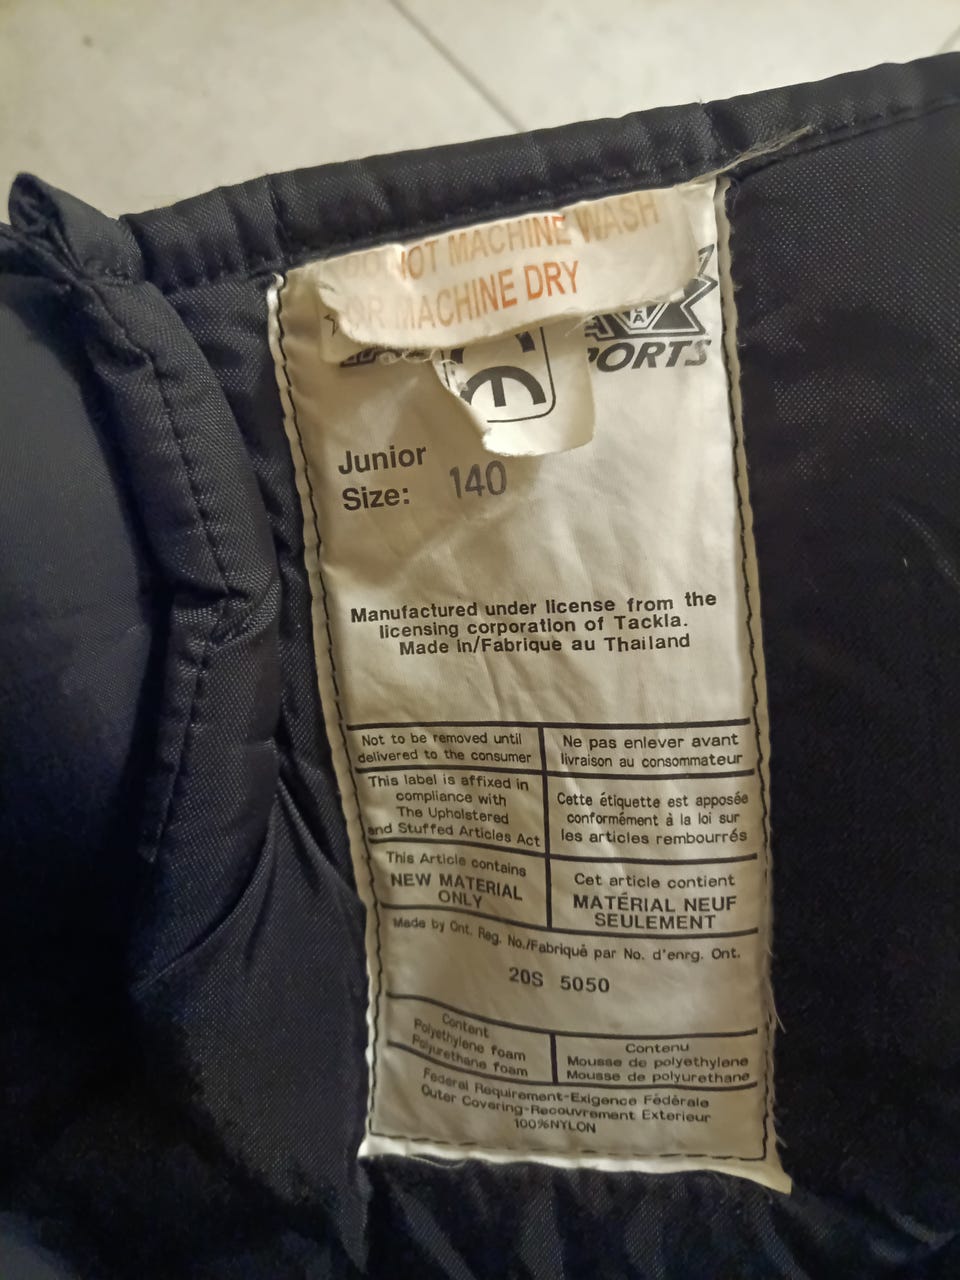 DO NOT MACHINE WASH
OR MACHINE DRY
PORTS
CE
Junior
Size: 140
Manufactured under license from the
licensing corporation of Tackla.
Made in/Fabrique au Thailand
Not to be removed until
delivered to the consumer
Ne pas enlever avant
livraison au consommateur
This label is affixed in
compliance with
The Upholstered
and Stuffed Articles Act
Cette étiquette est apposée
conformément à la loi sur
les articles rembourrés
This Article contains
NEW MATERIAL
ONLY
Cet article contient
MATÉRIAL NEUF
SEULEMENT
Made by Ont. Reg. No./Fabriqué par No. d'enrg. Ont.
20S 5050
Content
Polyethylene foam
Polyurethane foam
Contenu
Mousse de polyethylene
Mousse de polyurethane
Federal Requirement-Exigence Fédérale
Outer Covering-Recouvrement Exterieur
100%NYLON